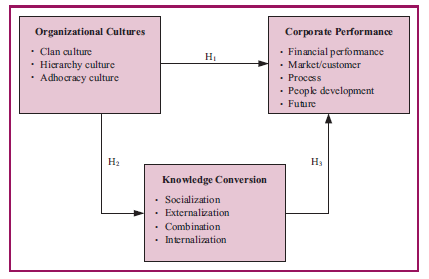 Organizational Cultures
• Clan culture
• Hierarchy culture
• Adhocracy culture
H1
Corporate Performance
• Financial performance
• Market/customer
• Process
• People development
• Future
H2
H3
Knowledge Conversion
• Socialization
• Externalization
• Combination
• Internalization